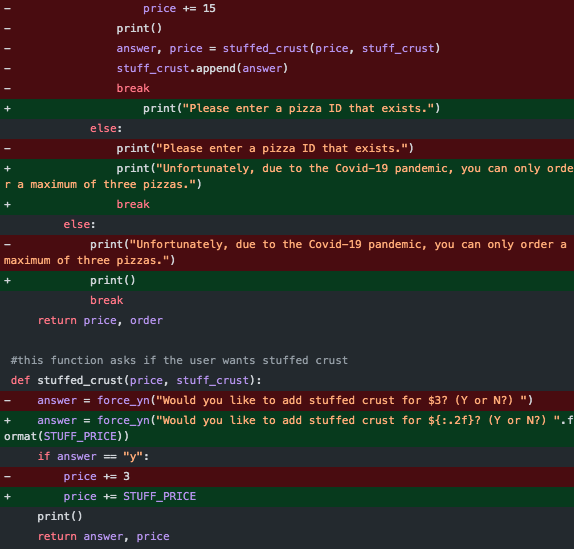 -                     price += 15
-                 print()
-                 answer, price = stuffed_crust(price, stuff_crust)
-                 stuff_crust.append(answer)
-                 break
+                     print("Please enter a pizza ID that exists.")
             else:
-                 print("Please enter a pizza ID that exists.")
+                 print("Unfortunately, due to the Covid-19 pandemic, you can only orde
r a maximum of three pizzas.")
+                 break
         else:
-             print("Unfortunately, due to the Covid-19 pandemic, you can only order a
maximum of three pizzas.")
+             print()
             break
     return price, order
 #this function asks if the user wants stuffed crust
 def stuffed_crust(price, stuff_crust):
-     answer = force_yn("Would you like to add stuffed crust for $3? (Y or N?) ")
+     answer = force_yn("Would you like to add stuffed crust for ${:.2f}? (Y or N?) ".f
ormat(STUFF_PRICE))
     if answer == "y":
-         price += 3
+         price += STUFF_PRICE
     print()
     return answer, price